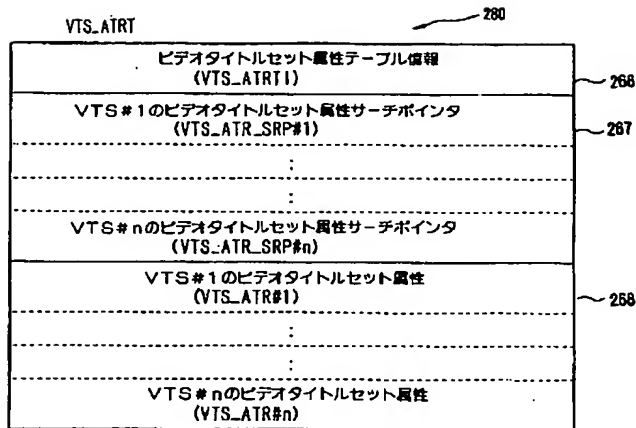 VTS_ATRT
280
ビデオタイトルセット属性テーブル情報
(VTS_ATRTI)
266
VTS#1のビデオタイトルセット属性サーチポインタ
(VTS_ATR_SRP#1)
267
:
:
VTS#nのビデオタイトルセット属性サーチポインタ
(VTS_ATR_SRP#n)
VTS#1のビデオタイトルセット属性
(VTS_ATR#1)
268
:
:
VTS#nのビデオタイトルセット属性
(VTS_ATR#n)